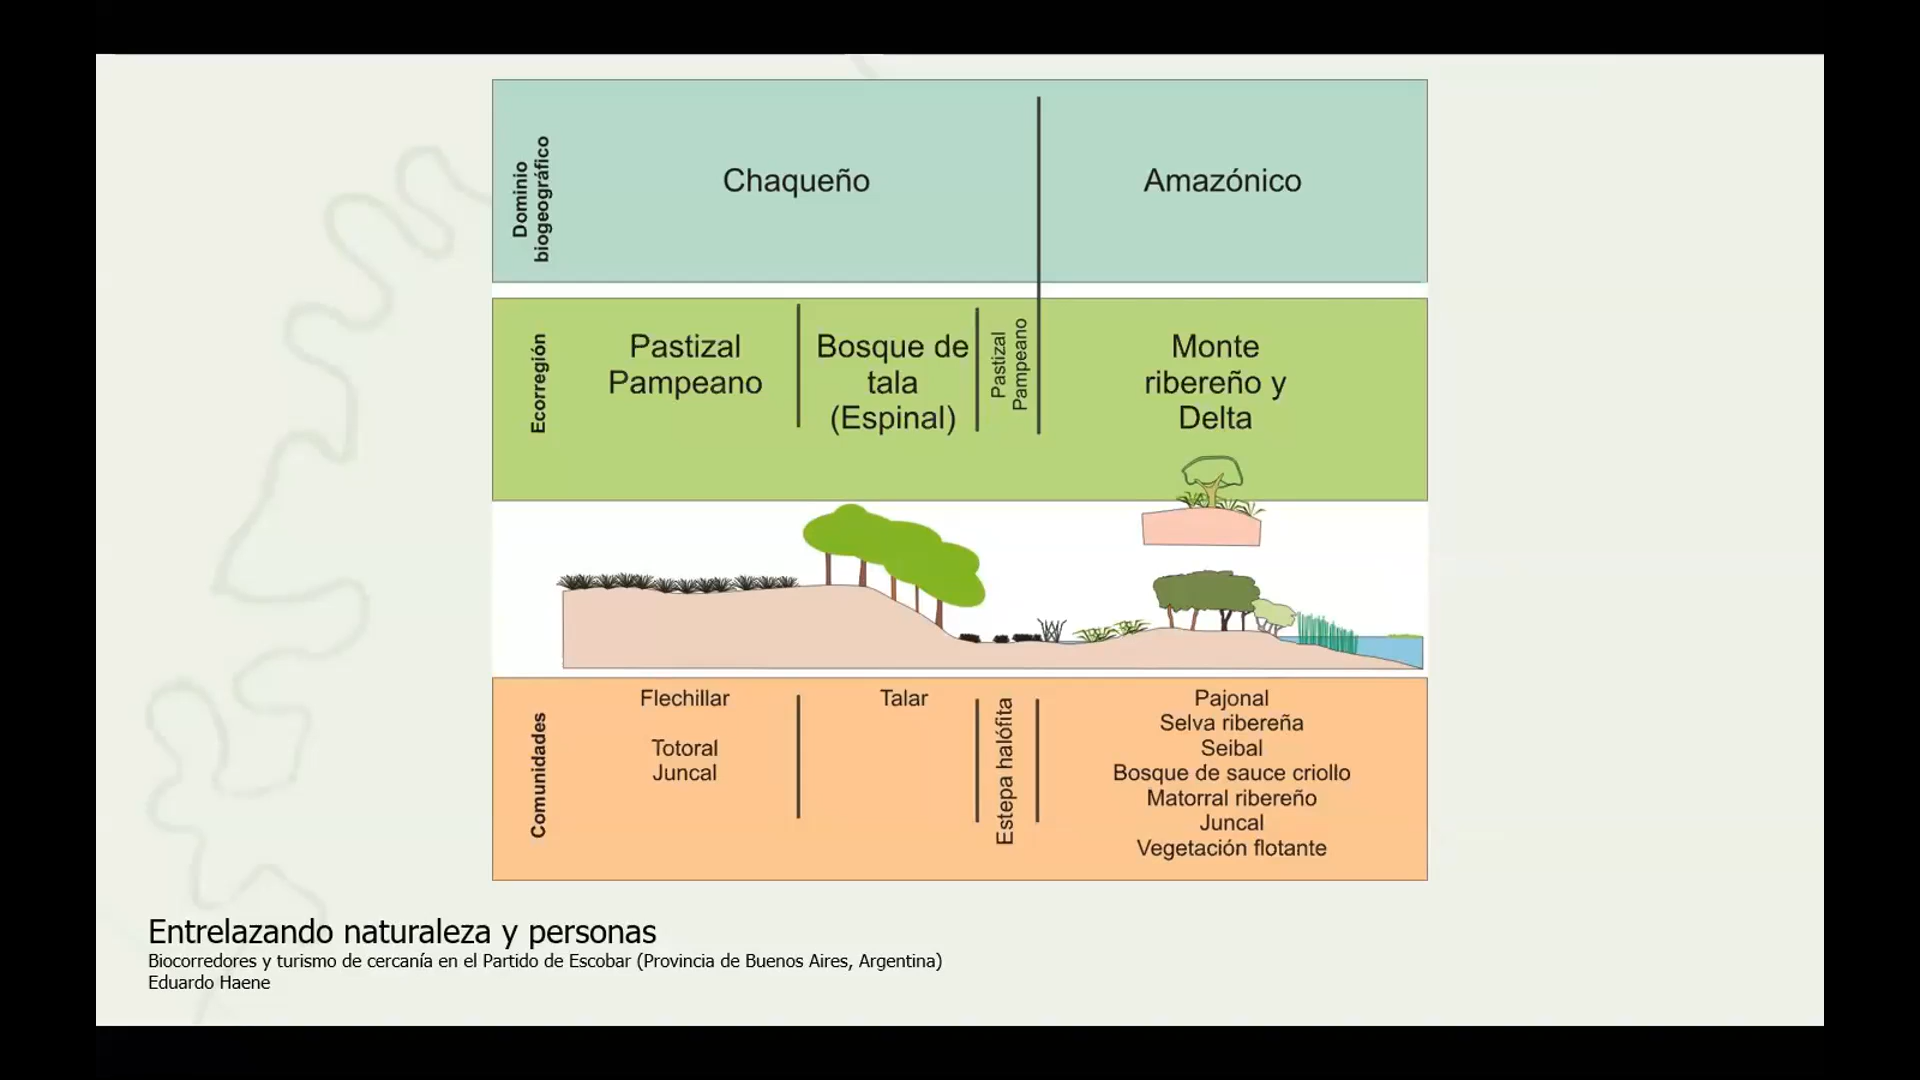 Dominio
biogeográfico
Chaqueño
Amazónico
Ecorregión
Pastizal
Pampeano
Bosque de
tala
(Espinal)
Pastizal
Pampeano
Monte
ribereño y
Delta
Comunidades
Flechillar
Totoral
Juncal
Talar
Estepa halófita
Pajonal
Selva ribereña
Seibal
Bosque de sauce criollo
Matorral ribereño
Juncal
Vegetación flotante
Entrelazando naturaleza y personas
Biocorredores y turismo de cercanía en el Partido de Escobar (Provincia de Buenos Aires, Argentina)
Eduardo Haene